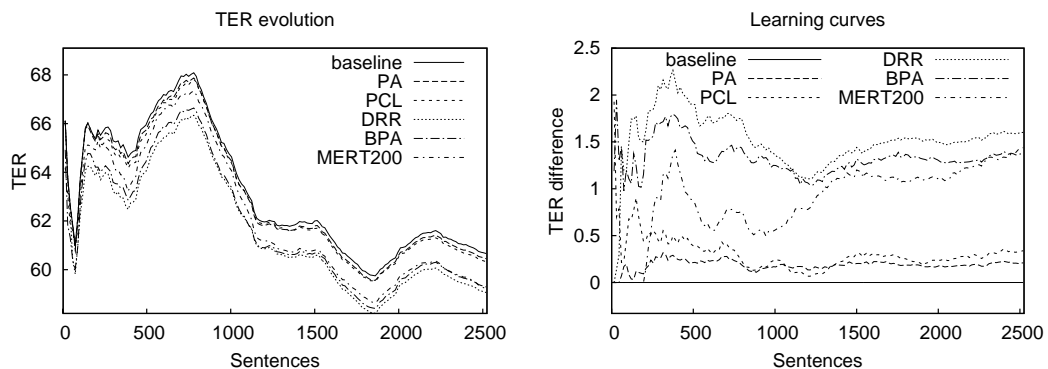 TER evolution
TER
68
66
64
62
60
baseline
PA
PCL
DRR
BPA
MERT200
0 500 1000 1500 2000 2500
Sentences
Learning curves
TER difference
2.5
2
1.5
1
0.5
0
baseline DRR
PA BPA
PCL MERT200
0 500 1000 1500 2000 2500
Sentences